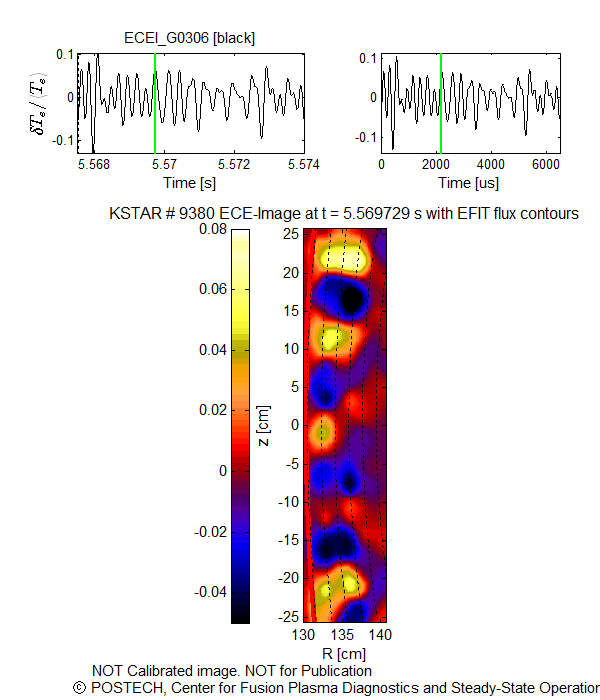 ECEI_G0306 [black]
δTₑ/⟨Tₑ⟩
0.1
0
-0.1
5.568 5.57 5.572 5.574
Time [s]
0.1
0
-0.1
0 2000 4000 6000
Time [us]
KSTAR # 9380 ECE-Image at t = 5.569729 s with EFIT flux contours
0.08
0.06
0.04
0.02
0
-0.02
-0.04
z [cm]
25
20
15
10
5
0
-5
-10
-15
-20
-25
130 135 140
R [cm]
NOT Calibrated image. NOT for Publication
© POSTECH, Center for Fusion Plasma Diagnostics and Steady-State Operation